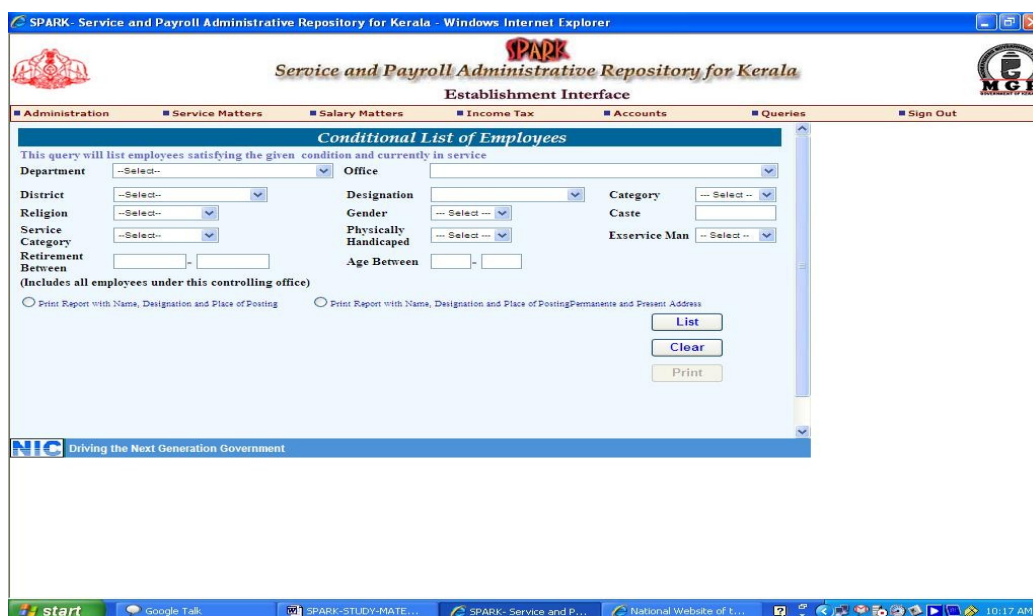 SPARK- Service and Payroll Administrative Repository for Kerala - Windows Internet Explorer
SPARK
Service and Payroll Administrative Repository for Kerala
Establishment Interface
Administration Service Matters Salary Matters Income Tax Accounts Queries Sign Out
Conditional List of Employees
This query will list employees satisfying the given condition and currently in service
Department --Select-- Office
District --Select-- Designation Category --- Select --
Religion --Select-- Gender --- Select --- Caste
Service Category --Select-- Physically Handicaped --- Select --- Exservice Man -- Select --
Retirement Between - Age Between -
(Includes all employees under this controlling office)
Print Report with Name, Designation and Place of Posting Print Report with Name, Designation and Place of PostingPermanente and Present Address
List
Clear
Print
NIC Driving the Next Generation Government
start Google Talk SPARK-STUDY-MATE... SPARK- Service and P... National Website of t... 10:17 AM